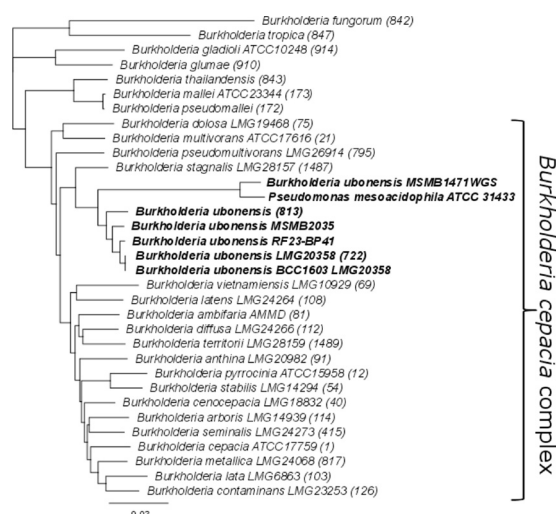 Burkholderia fungorum (842)
Burkholderia tropica (847)
Burkholderia gladioli ATCC10248 (914)
Burkholderia glumae (910)
Burkholderia thailandensis (843)
Burkholderia mallei ATCC23344 (173)
Burkholderia pseudomallei (172)
Burkholderia dolosa LMG19468 (75)
Burkholderia multivorans ATCC17616 (21)
Burkholderia pseudomultivorans LMG26914 (795)
Burkholderia stagnalis LMG28157 (1487)
Burkholderia ubonensis MSMB1471WGS
Pseudomonas mesoacidophila ATCC 31433
Burkholderia ubonensis (813)
Burkholderia ubonensis MSMB2035
Burkholderia ubonensis RF23-BP41
Burkholderia ubonensis LMG20358 (722)
Burkholderia ubonensis BCC1603 LMG20358
Burkholderia vietnamiensis LMG10929 (69)
Burkholderia latens LMG24264 (108)
Burkholderia ambifaria AMMD (81)
Burkholderia diffusa LMG24266 (112)
Burkholderia territorii LMG28159 (1489)
Burkholderia anthina LMG20982 (91)
Burkholderia pyrrocinia ATCC15958 (12)
Burkholderia stabilis LMG14294 (54)
Burkholderia cenocepacia LMG18832 (40)
Burkholderia arboris LMG14939 (114)
Burkholderia seminalis LMG24273 (415)
Burkholderia cepacia ATCC17759 (1)
Burkholderia metallica LMG24068 (817)
Burkholderia lata LMG6863 (103)
Burkholderia contaminans LMG23253 (126)
Burkholderia cepacia complex